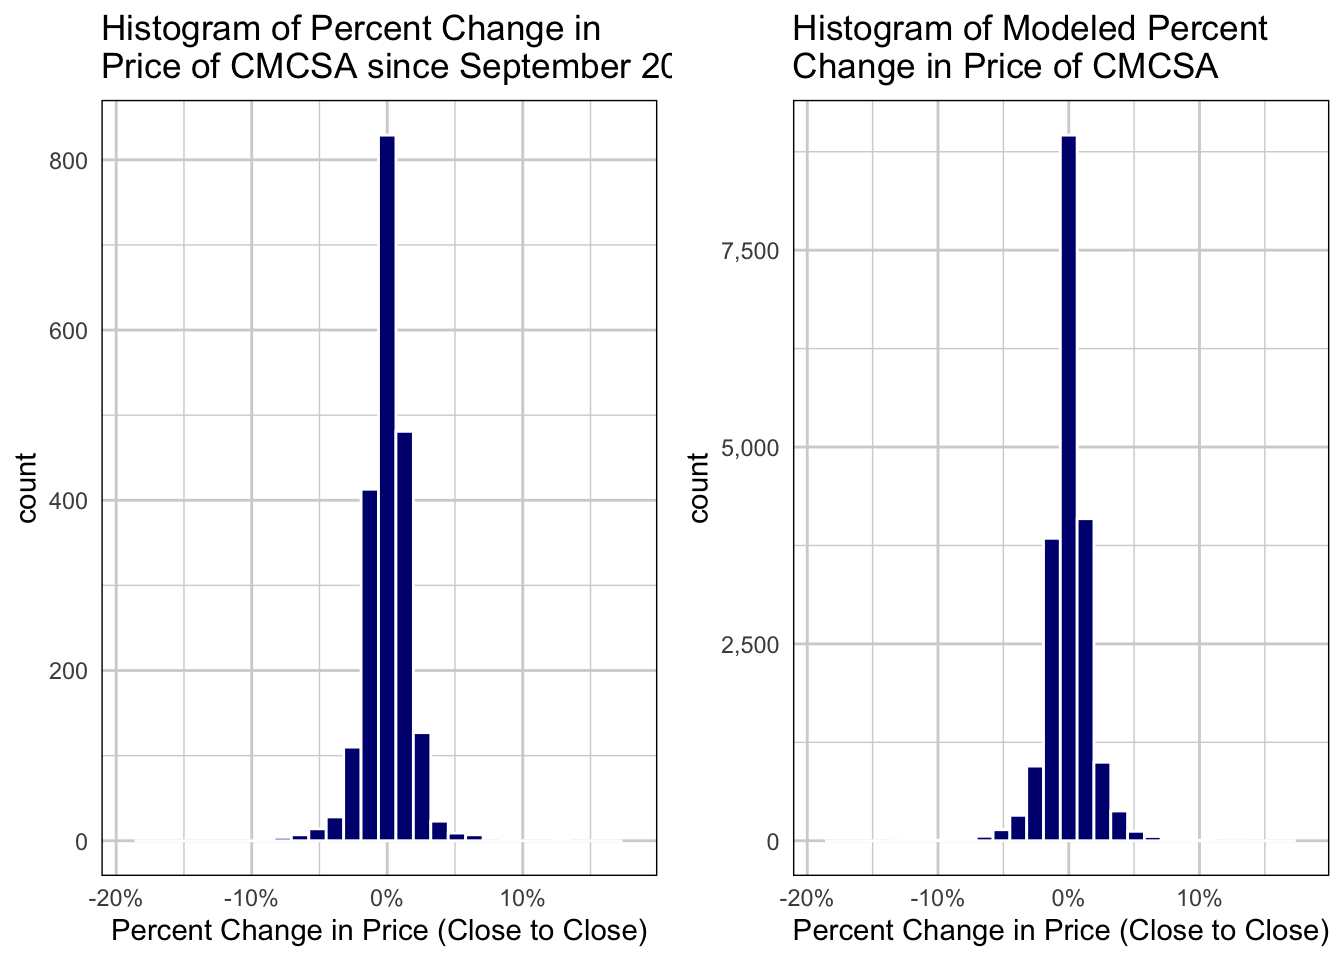 Histogram of Percent Change in
Price of CMCSA since September 20
count
800
600
400
200
0
-20% -10% 0% 10%
Percent Change in Price (Close to Close)
Histogram of Modeled Percent
Change in Price of CMCSA
count
7,500
5,000
2,500
0
-20% -10% 0% 10%
Percent Change in Price (Close to Close)